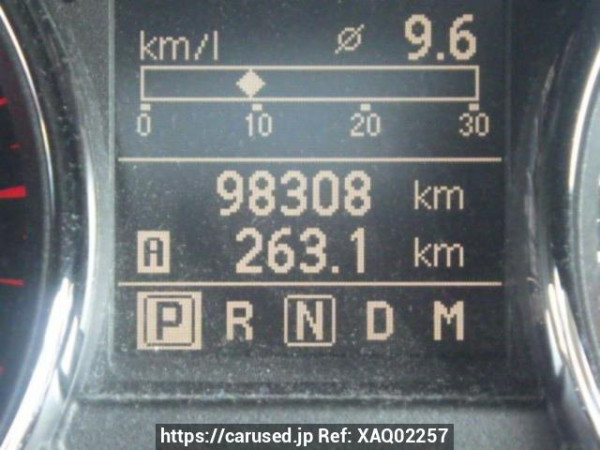 km/l ⌀ 9.6
0 10 20 30
98308 km
A 263.1 km
P R N D M
https://carused.jp Ref: XAQ02257